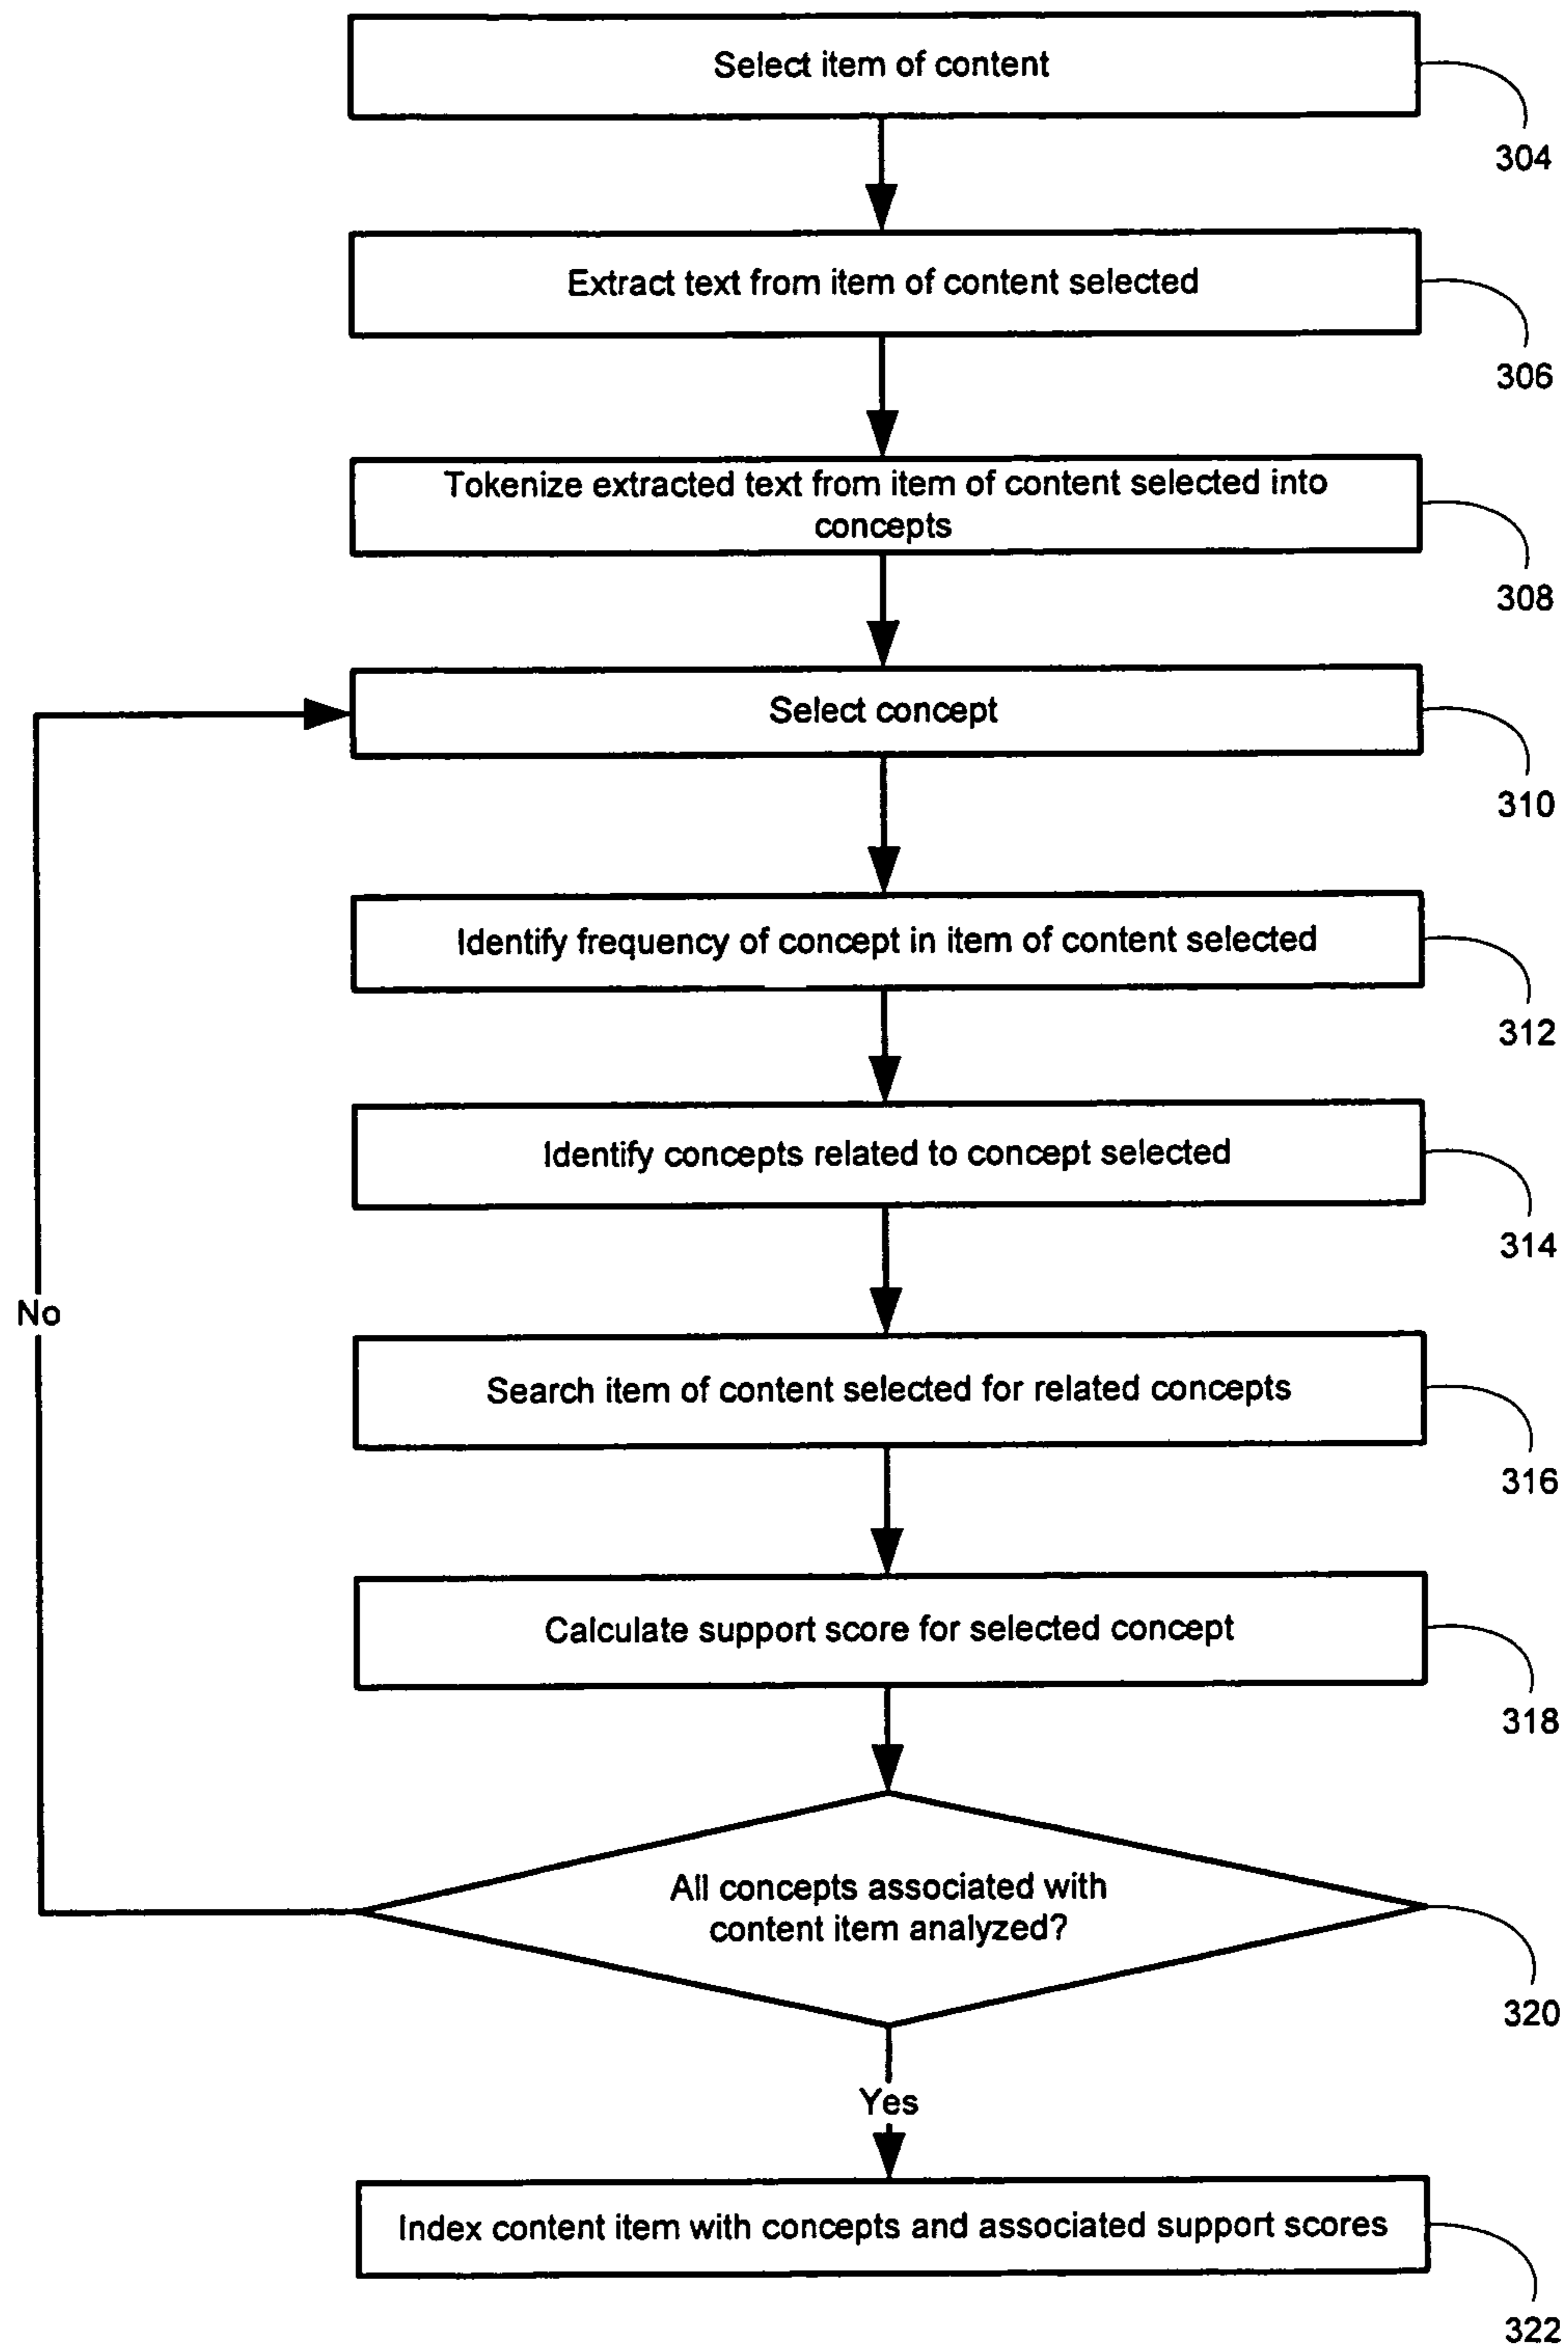 Select item of content
304
Extract text from item of content selected
306
Tokenize extracted text from item of content selected into
concepts
308
Select concept
310
Identify frequency of concept in item of content selected
312
Identify concepts related to concept selected
314
No
Search item of content selected for related concepts
316
Calculate support score for selected concept
318
All concepts associated with
content item analyzed?
320
Yes
Index content item with concepts and associated support scores
322